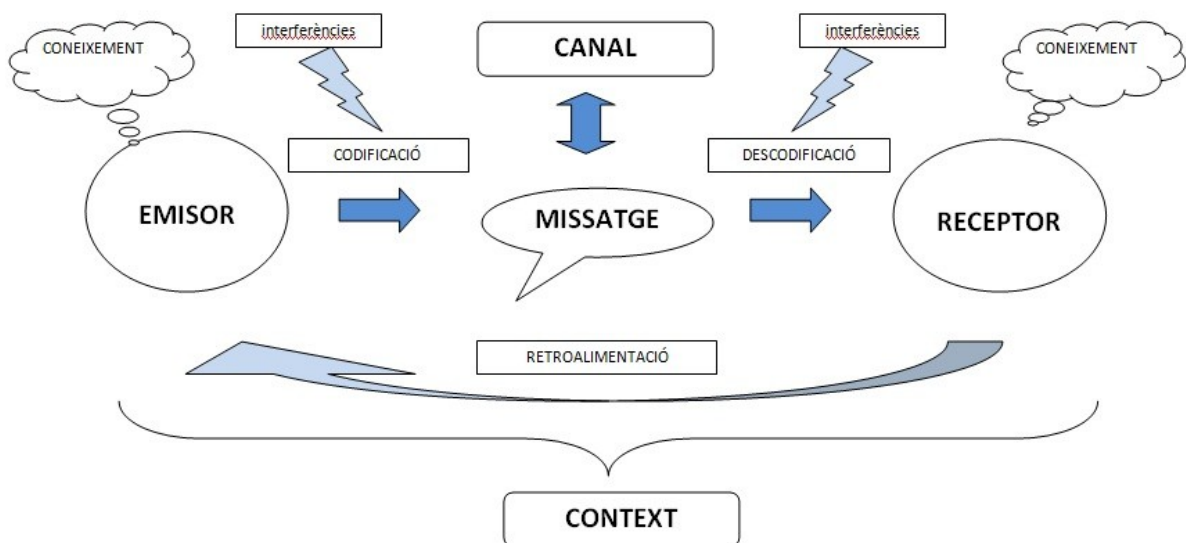 CONEIXEMENT
interferències
CANAL
interferències
CONEIXEMENT
CODIFICACIÓ
DESCODIFICACIÓ
EMISOR
MISSATGE
RECEPTOR
RETROALIMENTACIÓ
CONTEXT